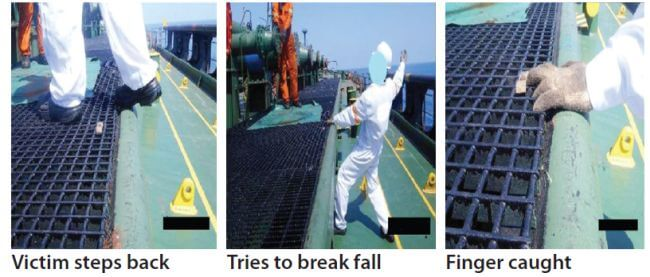 Victim steps back
Tries to break fall
Finger caught